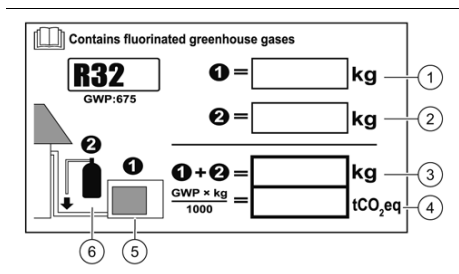 Contains fluorinated greenhouse gases
R32
GWP:675
❶= kg ①
❷= kg ②
❶+❷= kg ③
GWP × kg
1000
= tCO₂eq ④
❷
❶
⑥ ⑤